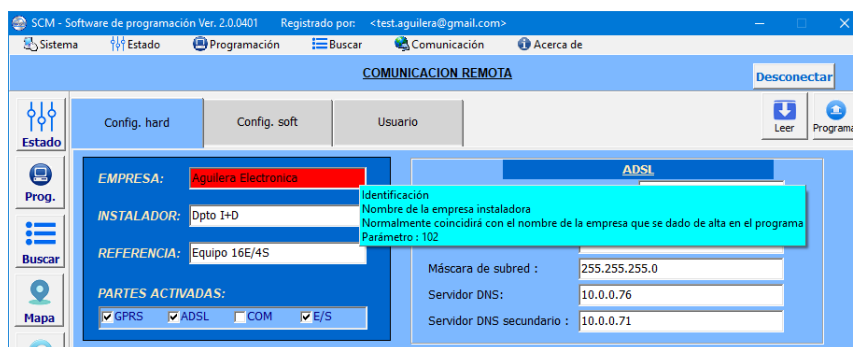 SCM - Software de programación Ver. 2.0.0401 Registrado por: <test.aguilera@gmail.com>
Sistema Estado Programación Buscar Comunicación Acerca de
COMUNICACION REMOTA
Desconectar
Estado
Prog.
Buscar
Mapa
Config. hard Config. soft Usuario
Leer Programa
EMPRESA: Aguilera Electronica
INSTALADOR: Dpto I+D
REFERENCIA: Equipo 16E/4S
PARTES ACTIVADAS:
GPRS ADSL COM E/S
ADSL
Identificación
Nombre de la empresa instaladora
Normalmente coincidirá con el nombre de la empresa que se dado de alta en el programa
Parámetro : 102
Máscara de subred : 255.255.255.0
Servidor DNS: 10.0.0.76
Servidor DNS secundario : 10.0.0.71